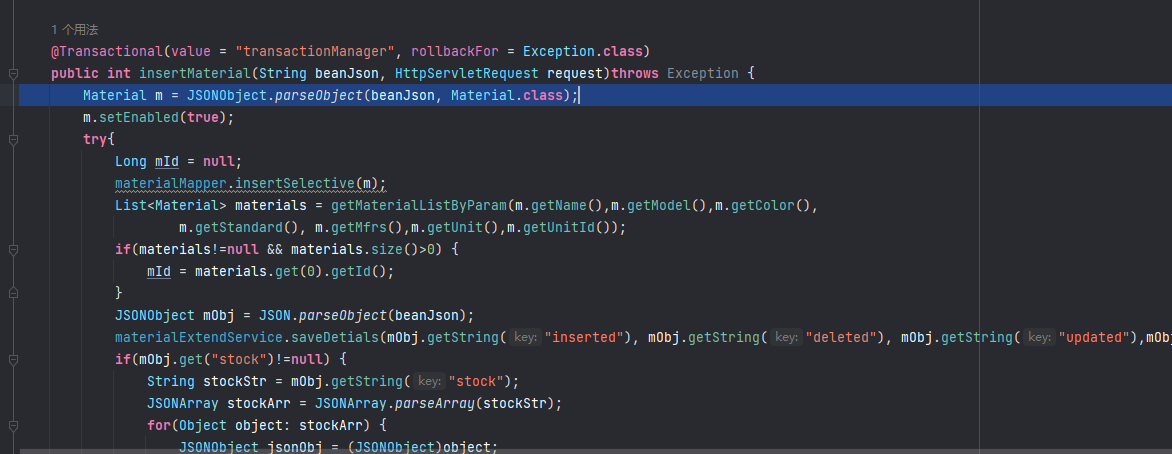 1 个用法
@Transactional(value = "transactionManager", rollbackFor = Exception.class)
public int insertMaterial(String beanJson, HttpServletRequest request)throws Exception {
Material m = JSONObject.parseObject(beanJson, Material.class);
m.setEnabled(true);
try{
Long mId = null;
materialMapper.insertSelective(m);
List<Material> materials = getMaterialListByParam(m.getName(),m.getModel(),m.getColor(),
m.getStandard(), m.getMfrs(),m.getUnit(),m.getUnitId());
if(materials!=null && materials.size()>0) {
mId = materials.get(0).getId();
}
JSONObject mObj = JSON.parseObject(beanJson);
materialExtendService.saveDetials(mObj.getString( key: "inserted"), mObj.getString( key: "deleted"), mObj.getString( key: "updated"),mObj
if(mObj.get("stock")!=null) {
String stockStr = mObj.getString( key: "stock");
JSONArray stockArr = JSONArray.parseArray(stockStr);
for(Object object: stockArr) {
JSONObject jsonObj = (JSONObject)object;